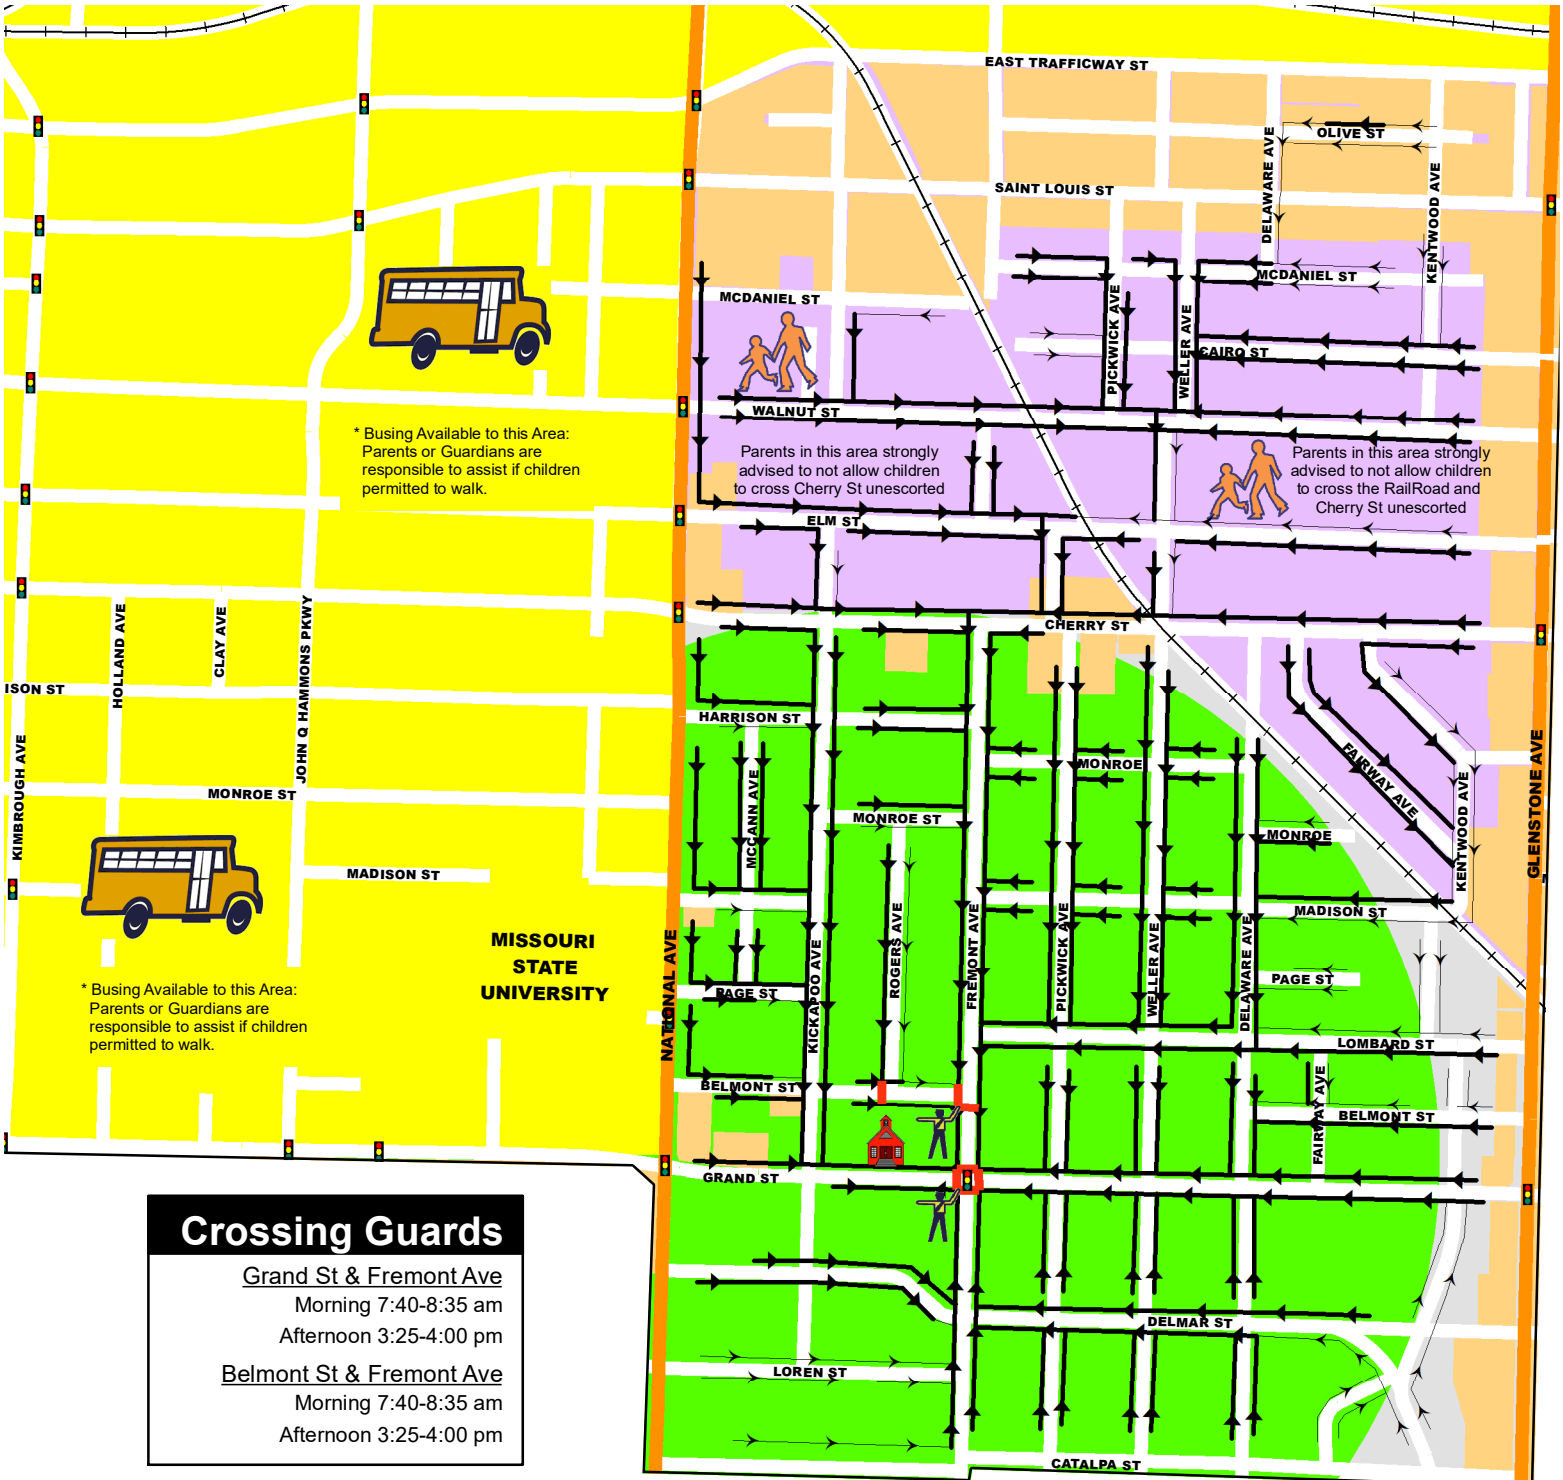 EAST TRAFFICWAY ST
OLIVE ST
DELAWARE AVE
KENTWOOD AVE
SAINT LOUIS ST
MCDANIEL ST
MCDANIEL ST
PICKWICK AVE
WELLER AVE
CAIRO ST
WALNUT ST
* Busing Available to this Area:
Parents or Guardians are
responsible to assist if children
permitted to walk.
Parents in this area strongly
advised to not allow children
to cross Cherry St unescorted
Parents in this area strongly
advised to not allow children
to cross the RailRoad and
Cherry St unescorted
ELM ST
CHERRY ST
HOLLAND AVE
CLAY AVE
JOHN Q HAMMONS PKWY
ISON ST
HARRISON ST
KIMBROUGH AVE
MONROE ST
MCCANN AVE
MONROE ST
MONROE
MONROE
FAIRWAY AVE
KENTWOOD AVE
GLENSTONE AVE
MADISON ST
MADISON ST
MISSOURI
STATE
UNIVERSITY
NATIONAL AVE
KICKAPOO AVE
ROGERS AVE
FREMONT AVE
PICKWICK AVE
WELLER AVE
DELAWARE AVE
PAGE ST
PAGE ST
* Busing Available to this Area:
Parents or Guardians are
responsible to assist if children
permitted to walk.
LOMBARD ST
BELMONT ST
BELMONT ST
FAIRWAY AVE
GRAND ST
DELMAR ST
LOREN ST
CATALPA ST
Crossing Guards
Grand St & Fremont Ave
Morning 7:40-8:35 am
Afternoon 3:25-4:00 pm
Belmont St & Fremont Ave
Morning 7:40-8:35 am
Afternoon 3:25-4:00 pm